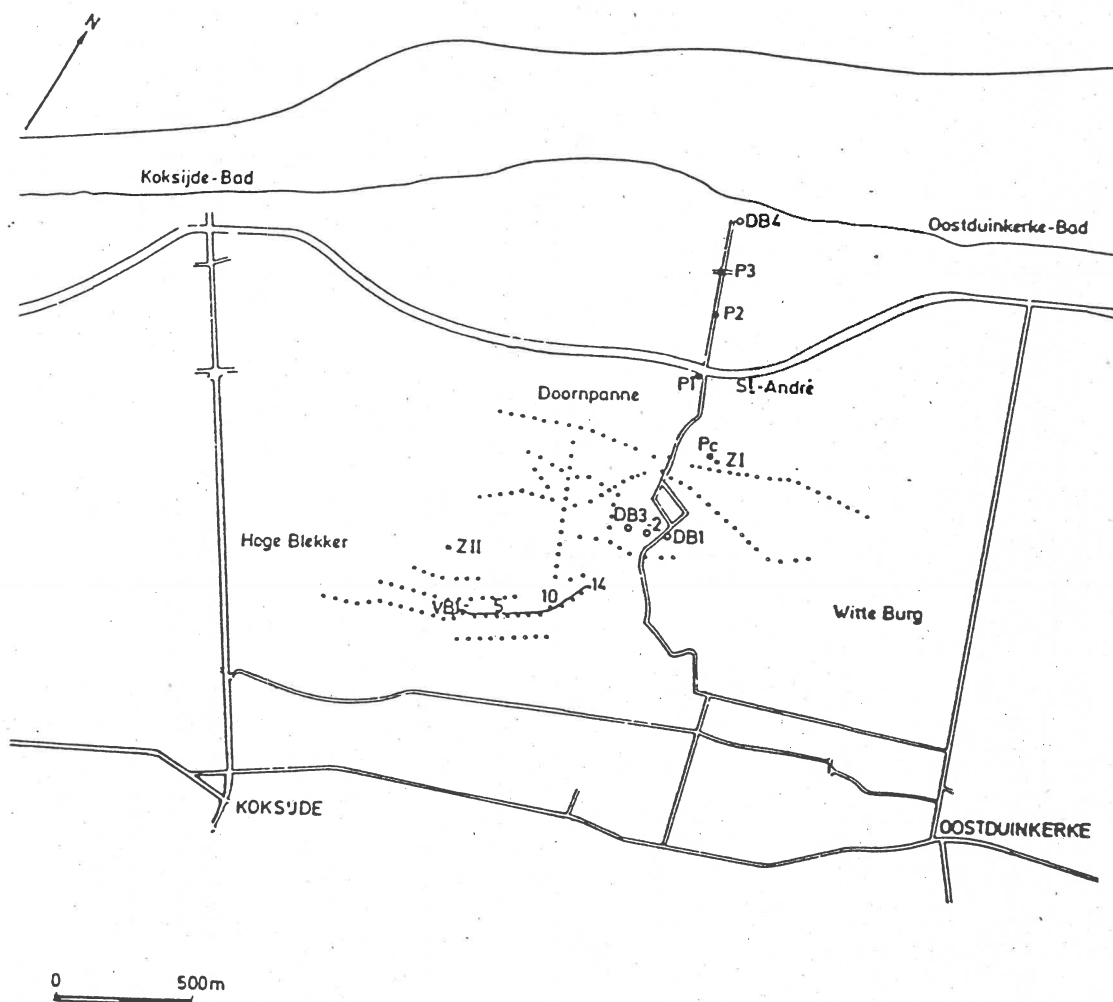 N
Koksijde-Bad
DB4
Oostduinkerke-Bad
P3
P2
P1
St-André
Doornpanne
Pc
ZI
DB3
-2
DB1
Hoge Blekker
ZII
14
10
VB1-
5
Witte Burg
KOKSIJDE
OOSTDUINKERKE
0 500m